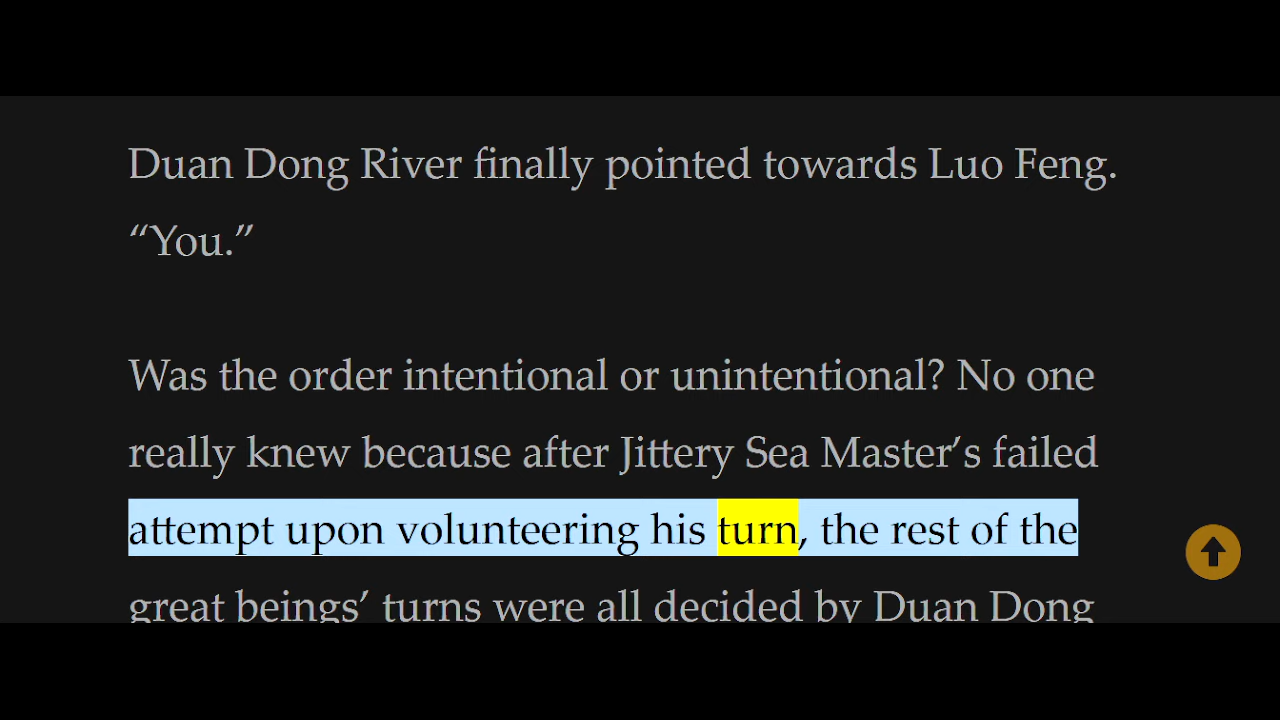 Duan Dong River finally pointed towards Luo Feng.
“You.”
Was the order intentional or unintentional? No one
really knew because after Jittery Sea Master’s failed
attempt upon volunteering his turn, the rest of the
great beings’ turns were all decided by Duan Dong